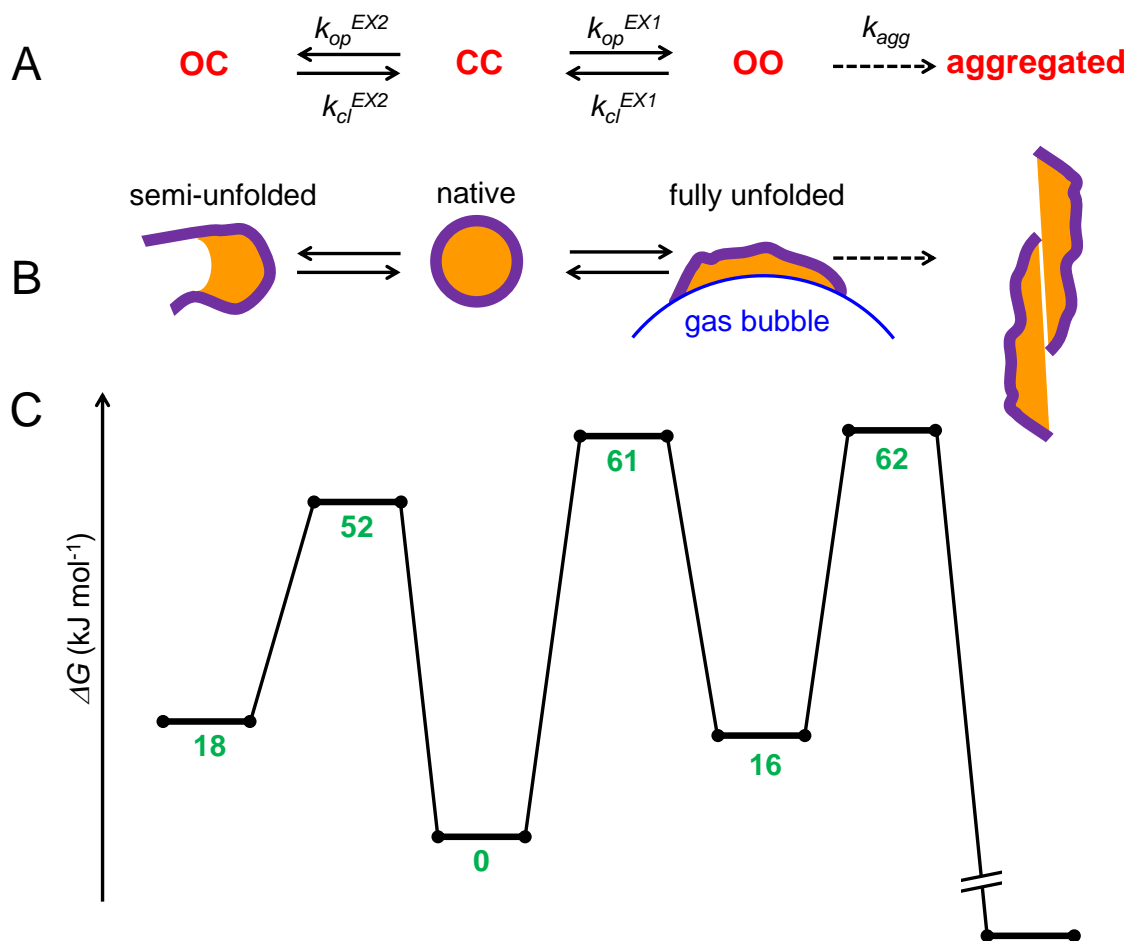 A
k_op^EX2
k_op^EX1
k_agg
OC
CC
OO
aggregated
k_cl^EX2
k_cl^EX1
B
semi-unfolded
native
fully unfolded
gas bubble
C
ΔG (kJ mol⁻¹)
61
62
52
18
16
0